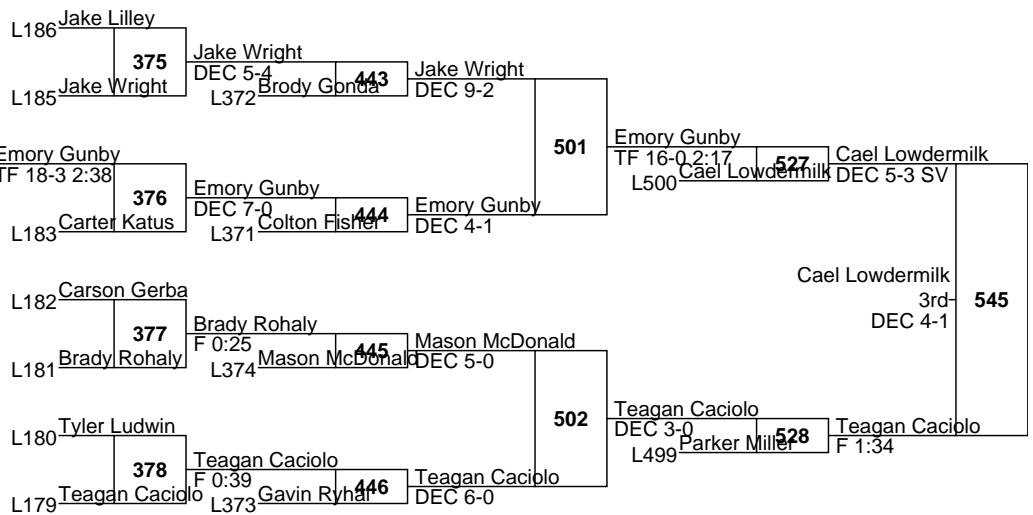 L186 Jake Lilley
375
L185 Jake Wright
Jake Wright
DEC 5-4
443
L372 Brody Gonda
Jake Wright
DEC 9-2
Emory Gunby
TF 18-3 2:38
376
L183 Carter Katus
Emory Gunby
DEC 7-0
444
L371 Colton Fisher
Emory Gunby
DEC 4-1
501
Emory Gunby
TF 16-0 2:17
527
L500 Cael Lowdermilk
Cael Lowdermilk
DEC 5-3 SV
L182 Carson Gerba
377
L181 Brady Rohaly
Brady Rohaly
F 0:25
445
L374 Mason McDonald
Mason McDonald
DEC 5-0
L180 Tyler Ludwin
378
L179 Teagan Caciolo
Teagan Caciolo
F 0:39
446
L373 Gavin Ryhal
Teagan Caciolo
DEC 6-0
502
Teagan Caciolo
DEC 3-0
528
L499 Parker Miller
Teagan Caciolo
F 1:34
545
Cael Lowdermilk
3rd
DEC 4-1